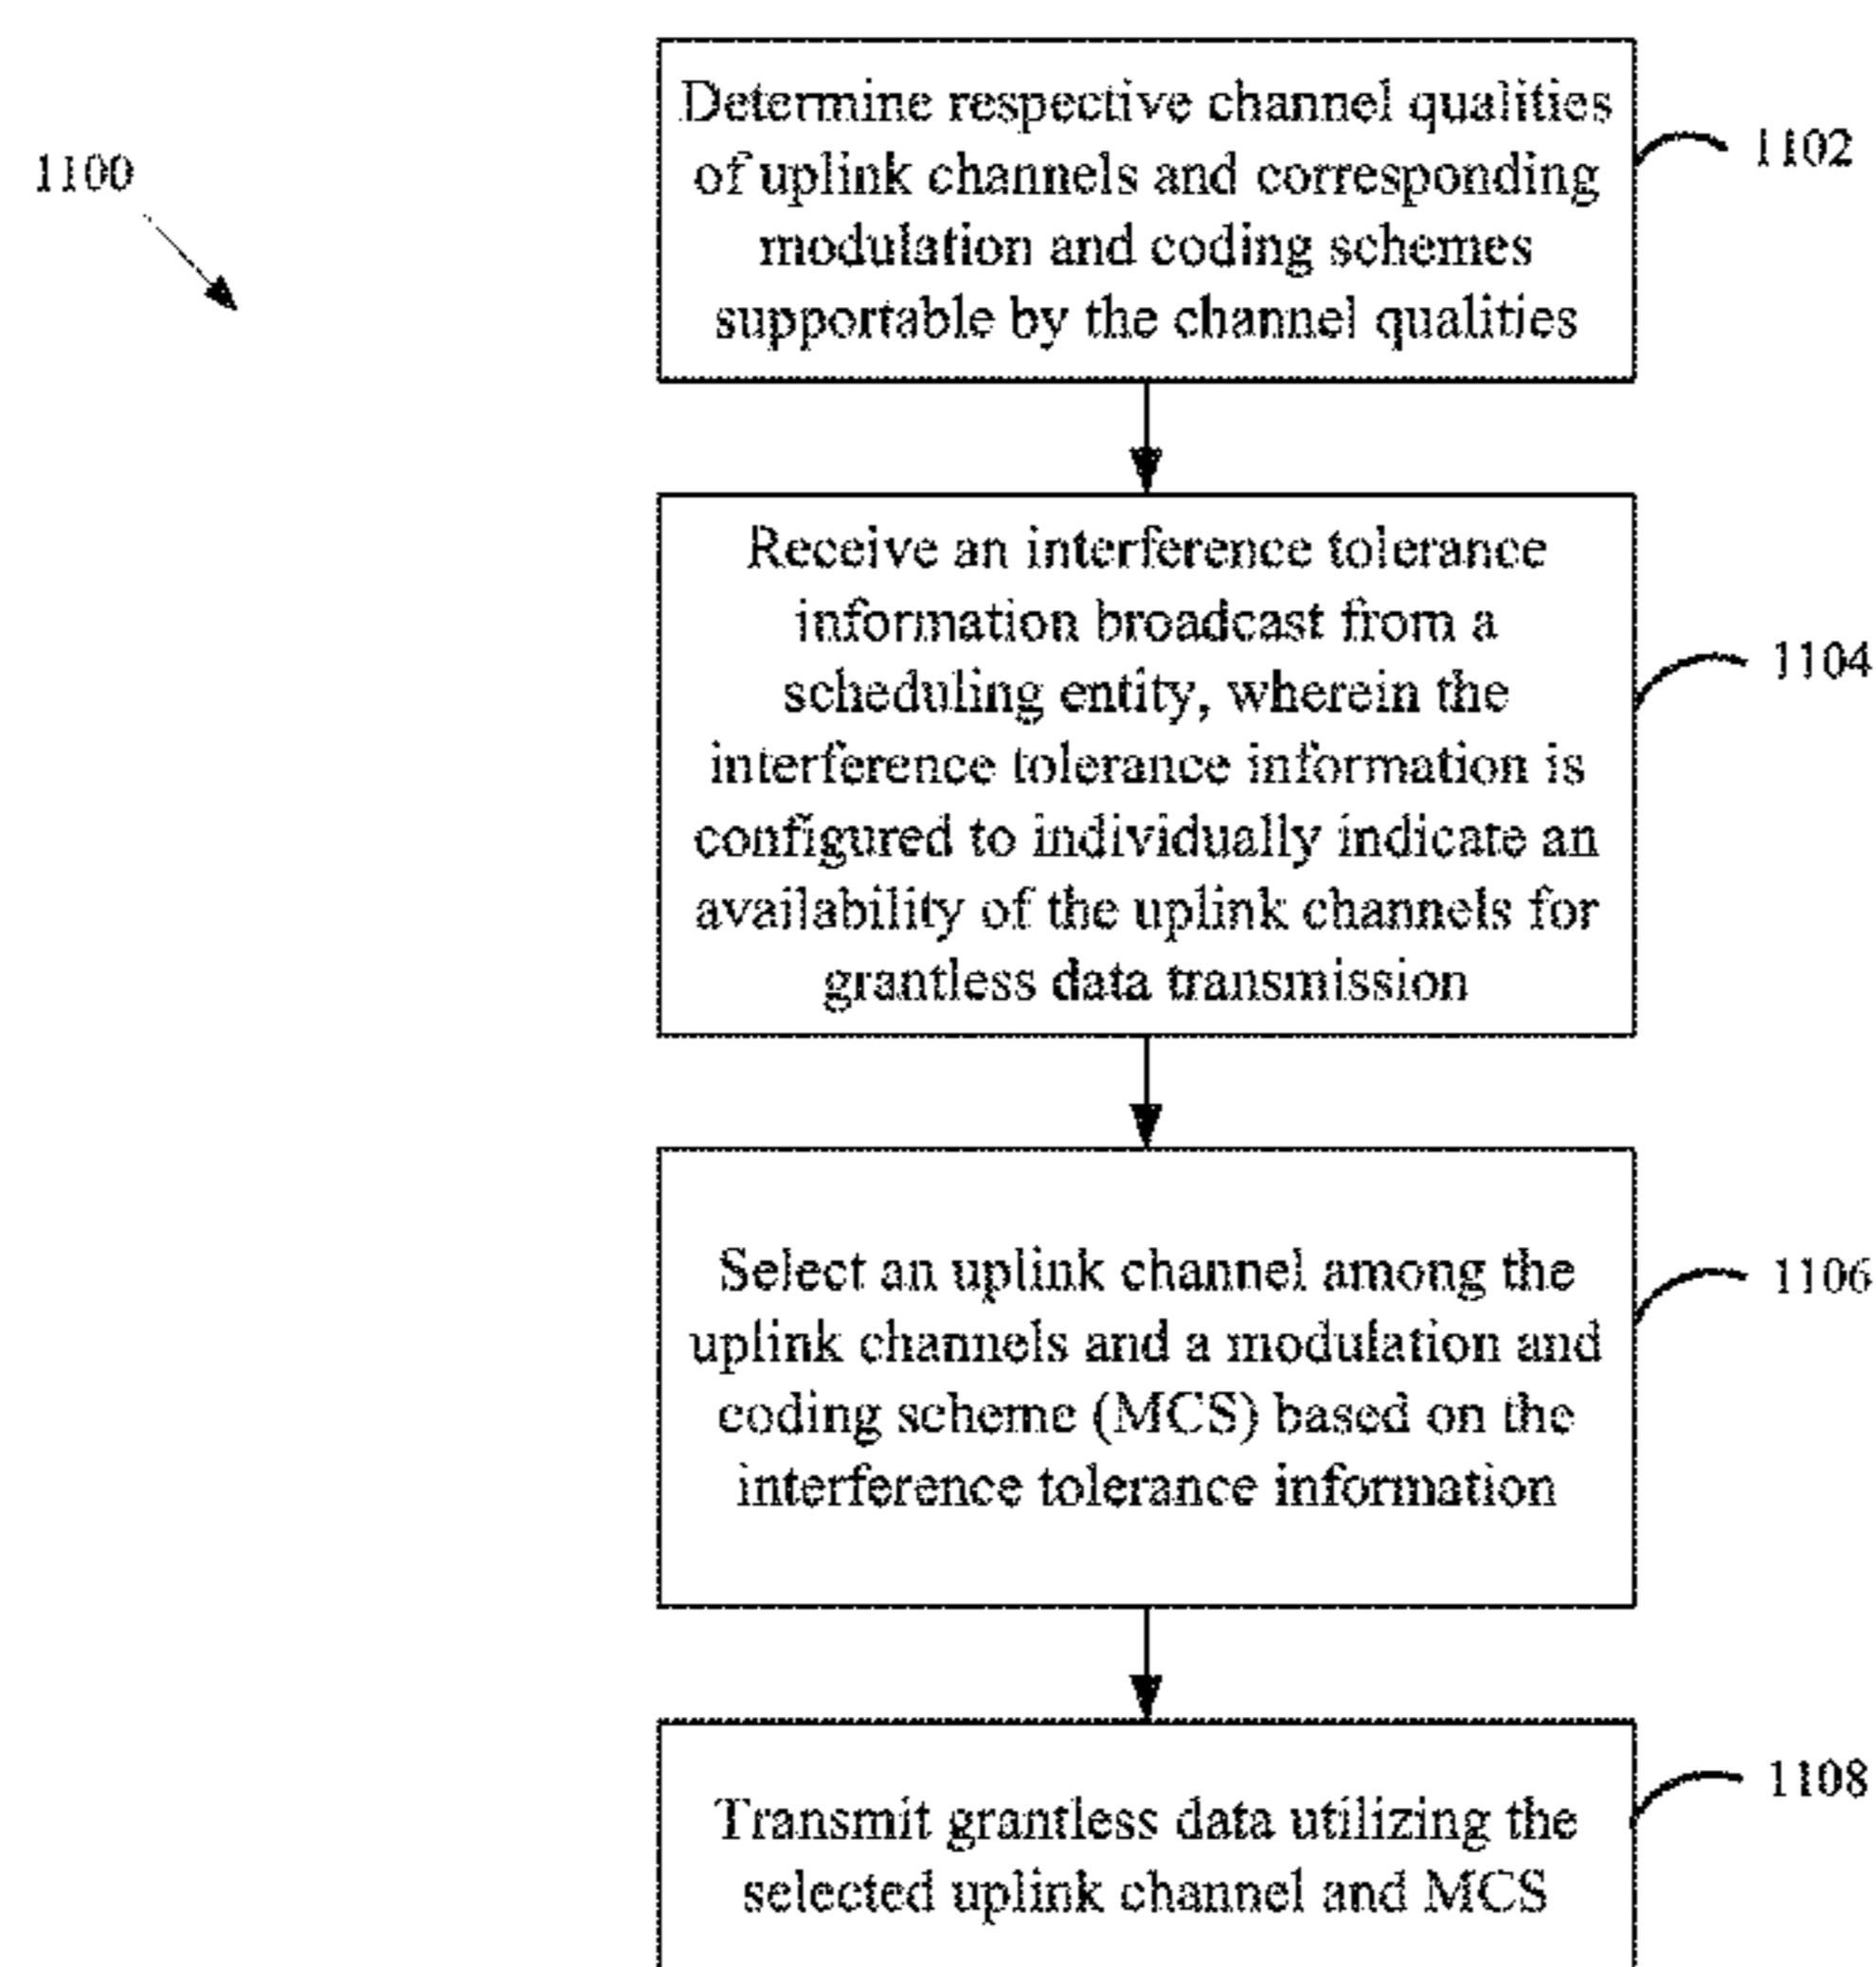 1100
Determine respective channel qualities
of uplink channels and corresponding
modulation and coding schemes
supportable by the channel qualities
1102
Receive an interference tolerance
information broadcast from a
scheduling entity, wherein the
interference tolerance information is
configured to individually indicate an
availability of the uplink channels for
grantless data transmission
1104
Select an uplink channel among the
uplink channels and a modulation and
coding scheme (MCS) based on the
interference tolerance information
1106
Transmit grantless data utilizing the
selected uplink channel and MCS
1108